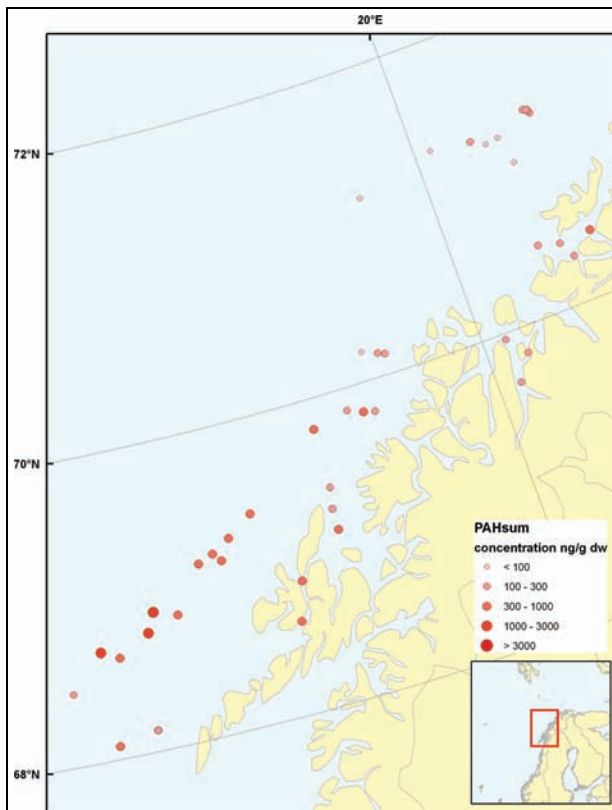 20°E
72°N
70°N
68°N
PAHsum
concentration ng/g dw
< 100
100 - 300
300 - 1000
1000 - 3000
> 3000